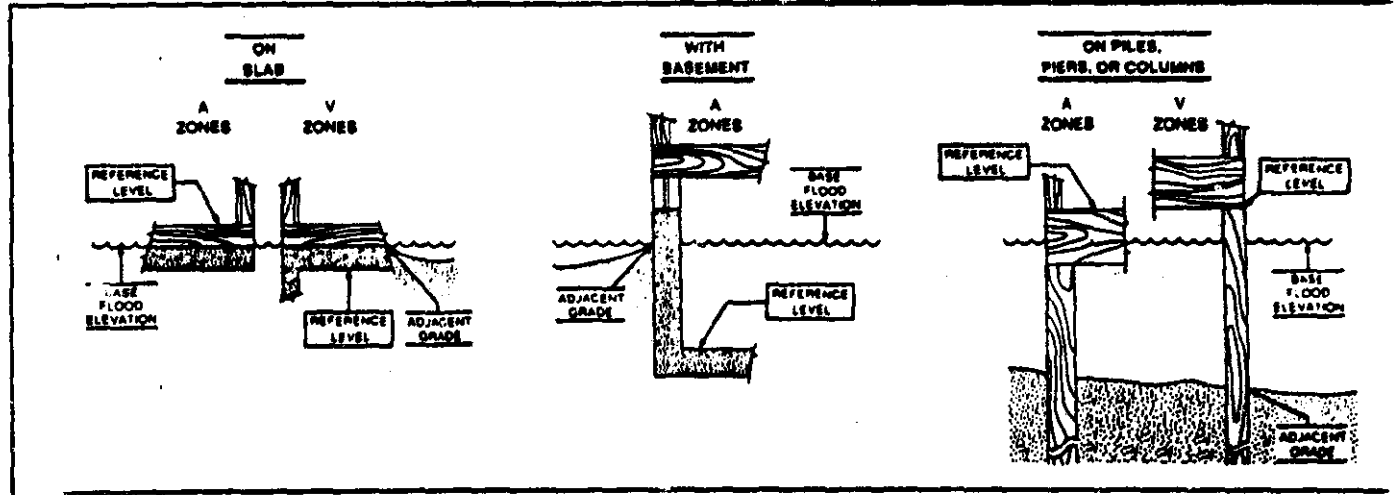 ON
SLAB
A
ZONES
V
ZONES
REFERENCE
LEVEL
BASE
FLOOD
ELEVATION
REFERENCE
LEVEL
ADJACENT
GRADE
WITH
BASEMENT
A
ZONES
BASE
FLOOD
ELEVATION
ADJACENT
GRADE
REFERENCE
LEVEL
ON PILES,
PIERS, OR COLUMNS
A
ZONES
V
ZONES
REFERENCE
LEVEL
REFERENCE
LEVEL
BASE
FLOOD
ELEVATION
ADJACENT
GRADE